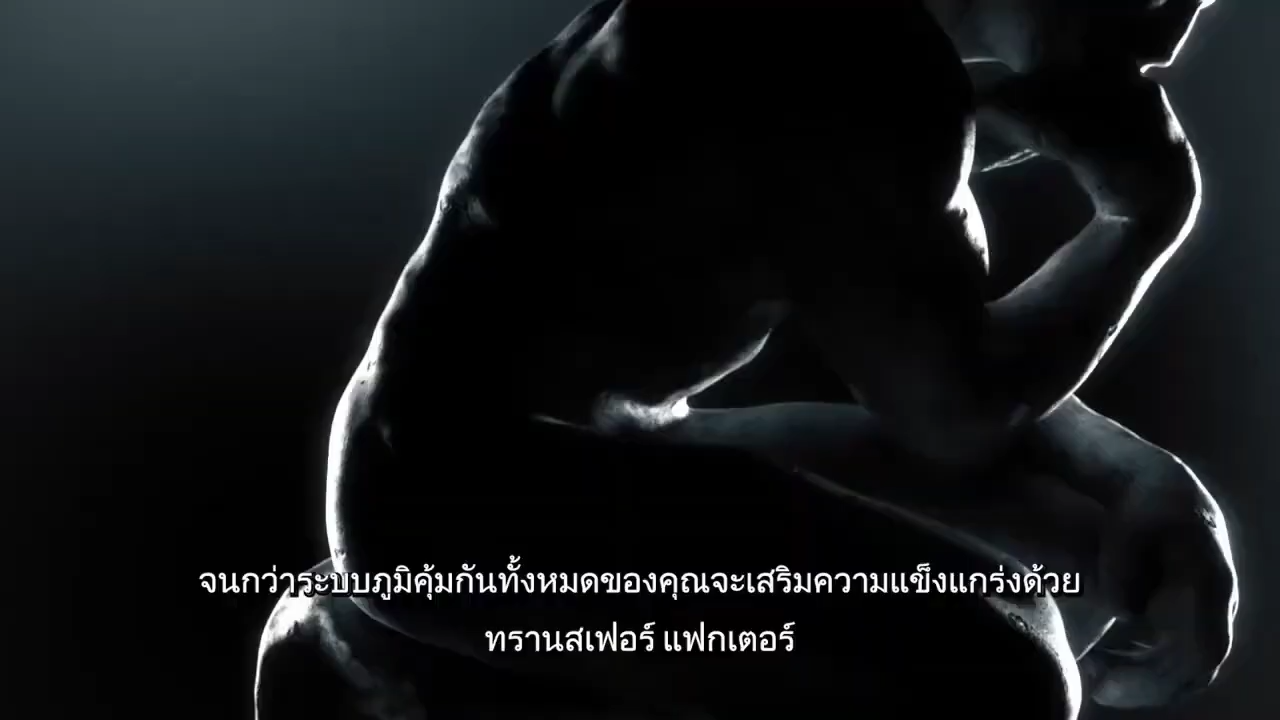 จนกว่าระบบภูมิคุ้มกันทั้งหมดของคุณจะเสริมความแข็งแกร่งด้วย
ทรานสเฟอร์ แฟกเตอร์